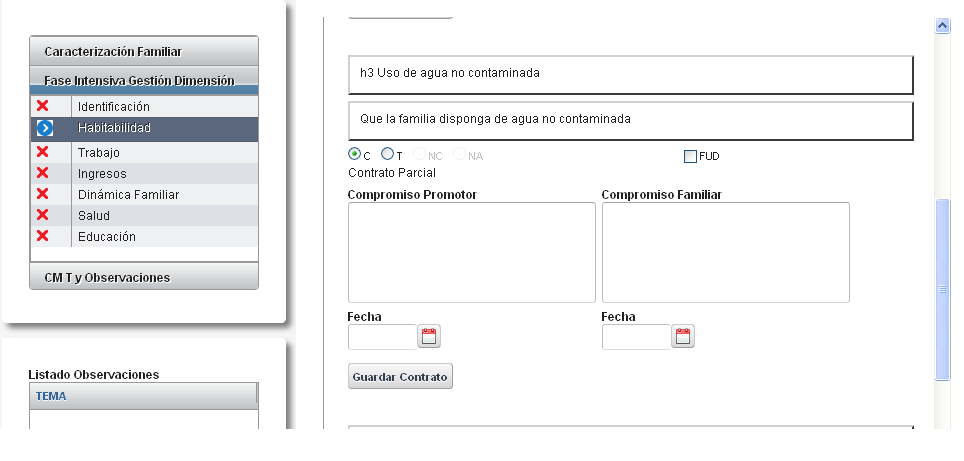 Caracterización Familiar
Fase Intensiva Gestión Dimensión
Identificación
Habitabilidad
Trabajo
Ingresos
Dinámica Familiar
Salud
Educación
CM T y Observaciones
Listado Observaciones
TEMA
h3 Uso de agua no contaminada
Que la familia disponga de agua no contaminada
C T NC NA FUD
Contrato Parcial
Compromiso Promotor Compromiso Familiar
Fecha Fecha
Guardar Contrato